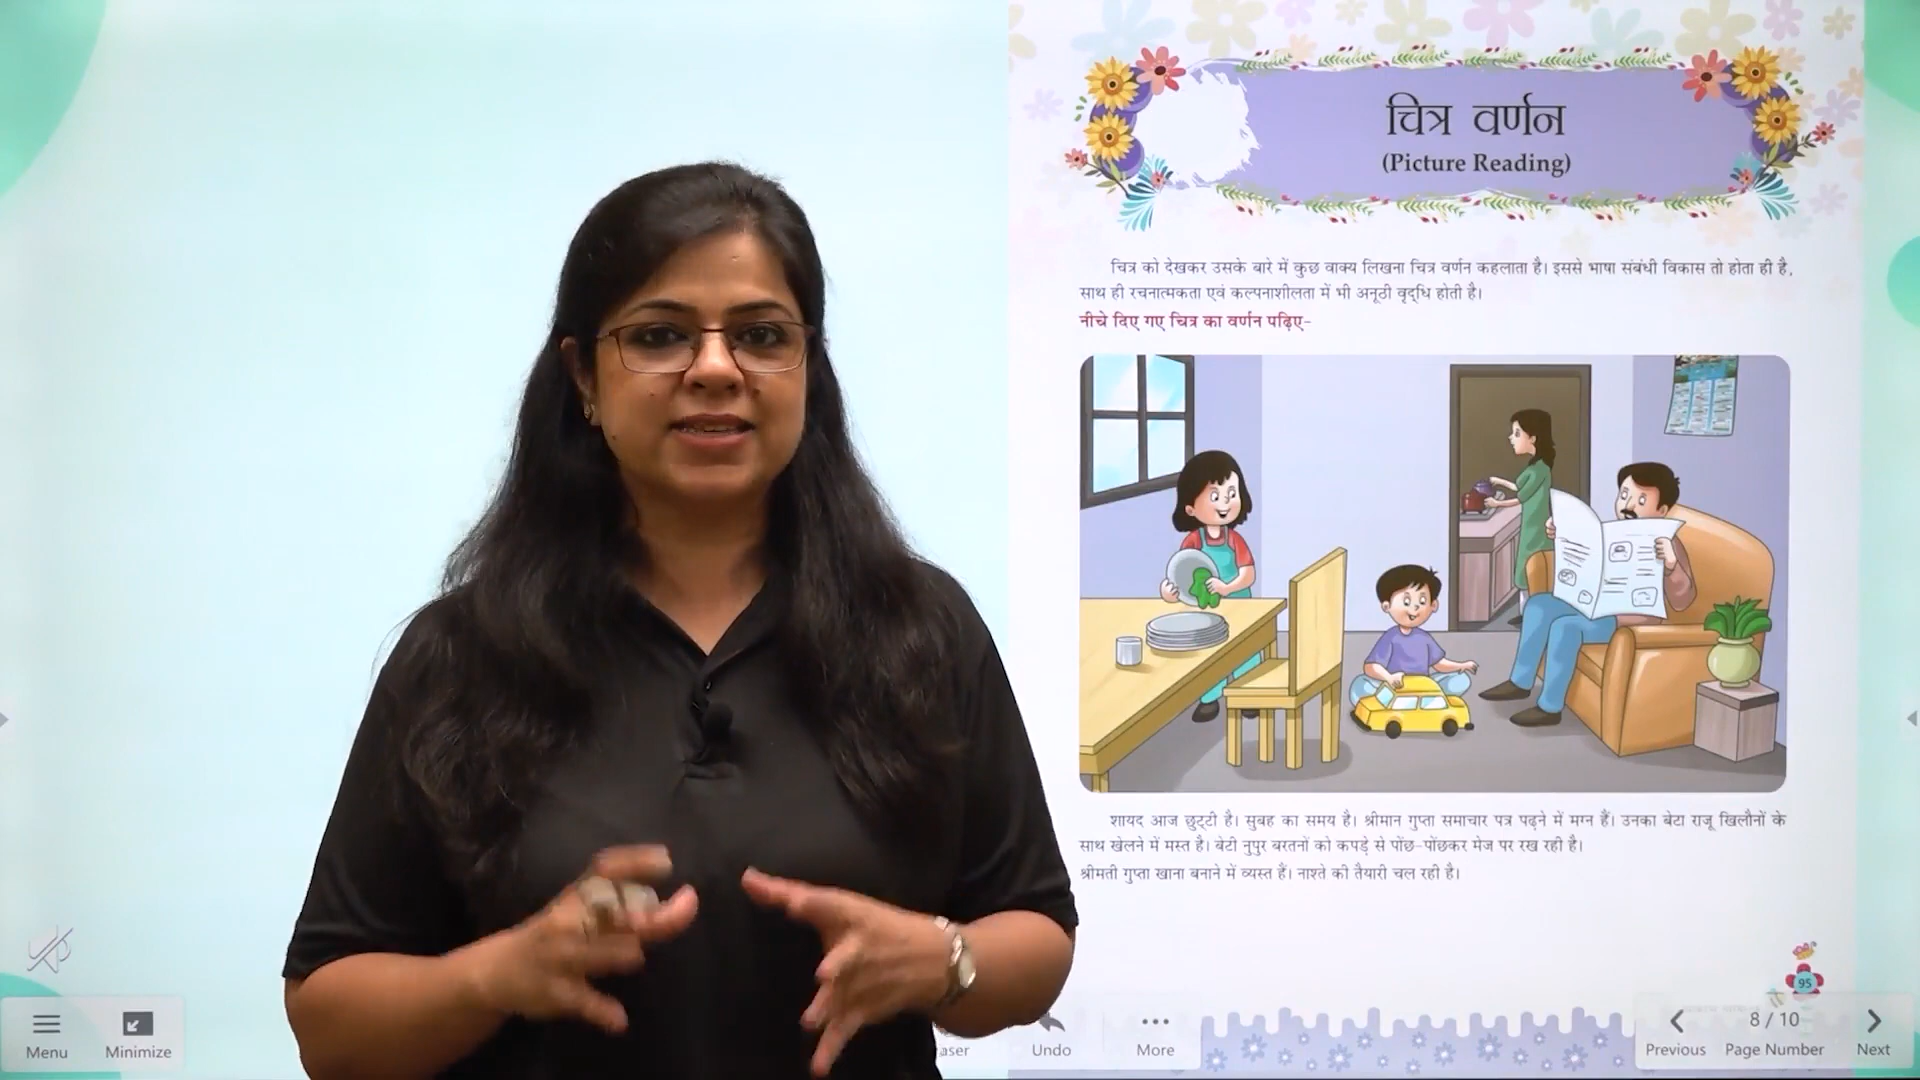 चित्र वर्णन
(Picture Reading)
चित्र को देखकर उसके बारे में कुछ वाक्य लिखना चित्र वर्णन कहलाता है। इससे भाषा संबंधी विकास तो होता ही है,
साथ ही रचनात्मकता एवं कल्पनाशीलता में भी अनूठी वृद्धि होती है।
नीचे दिए गए चित्र का वर्णन पढ़िए-
शायद आज छुट्टी है। सुबह का समय है। श्रीमान गुप्ता समाचार पत्र पढ़ने में मग्न हैं। उनका बेटा राजू खिलौनों के
साथ खेलने में मस्त है। बेटी नुपुर बरतनों को कपड़े से पोंछ-पोंछकर मेज पर रख रही है।
श्रीमती गुप्ता खाना बनाने में व्यस्त हैं। नाश्ते की तैयारी चल रही है।
95
Menu
Minimize
aser
Undo
More
8 / 10
Previous
Page Number
Next